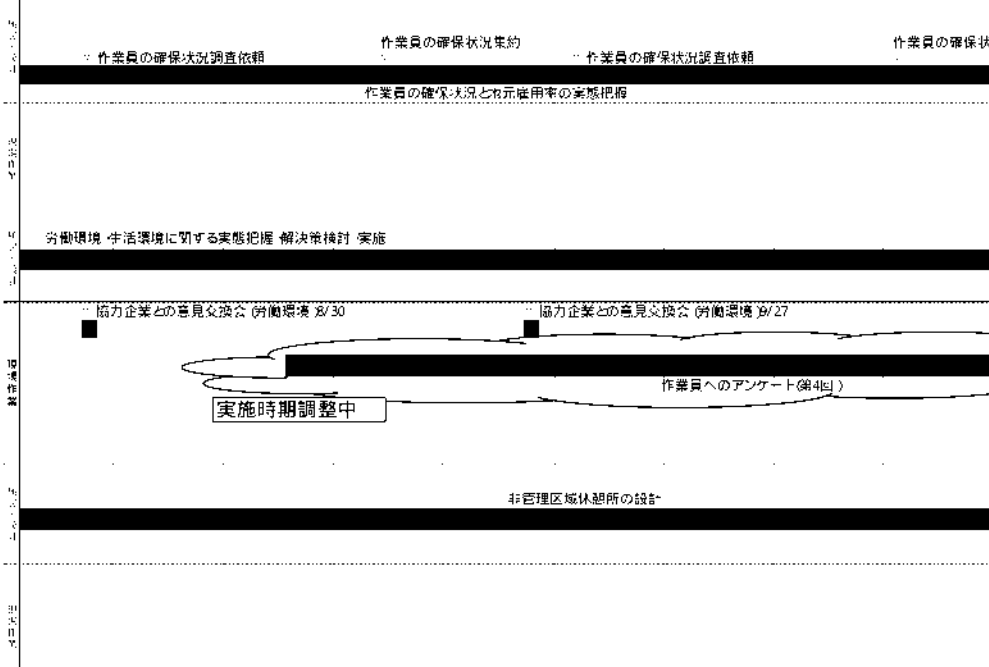 作業員の確保状況集約
作業員の確保状
作業員の確保状況調査依頼
作業員の確保状況調査依頼
作業員の確保状況と地元雇用率の実態把握
労働環境・生活環境に関する実態把握・解決策検討・実施
協力企業との意見交換会(労働環境)8/30
協力企業との意見交換会(労働環境)9/27
作業員へのアンケート(第4回)
実施時期調整中
非管理区域休憩所の設計